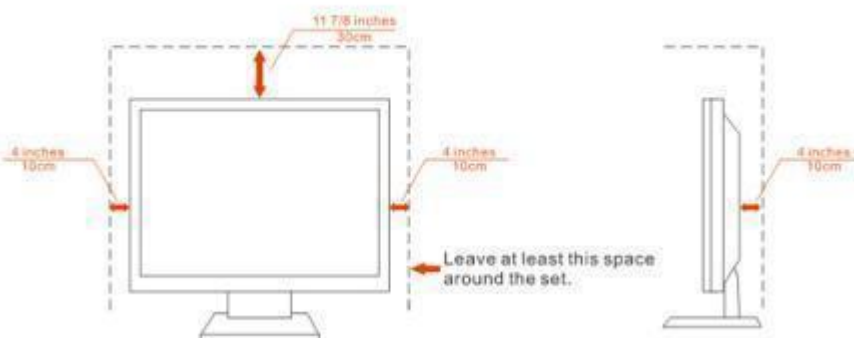 11 7/8 inches
30cm
4 inches
10cm
4 inches
10cm
4 inches
10cm
Leave at least this space
around the set.